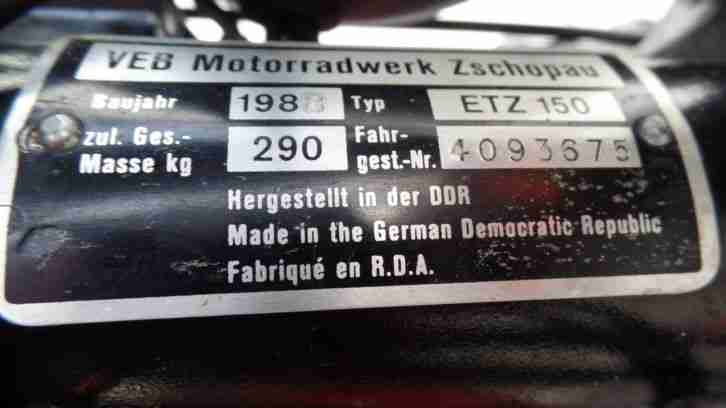 VEB Motorradwerk Zschopau
Baujahr 1988 Typ ETZ 150
zul. Ges.- Masse kg 290 Fahr- gest.-Nr. 4093675
Hergestellt in der DDR
Made in the German Democratic Republic
Fabriqué en R.D.A.